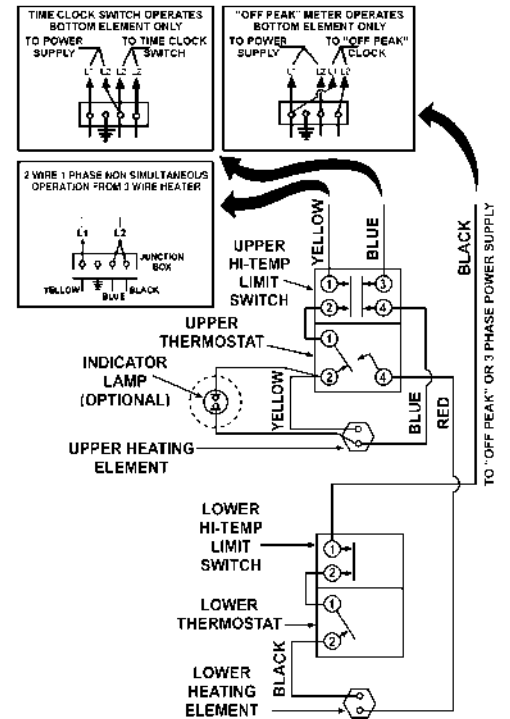 TIME CLOCK SWITCH OPERATES
BOTTOM ELEMENT ONLY
TO POWER
SUPPLY
TO TIME CLOCK
SWITCH
L1 L2 L2 L2
"OFF PEAK" METER OPERATES
BOTTOM ELEMENT ONLY
TO POWER
SUPPLY
TO "OFF PEAK"
CLOCK
L1 L2 L1 L2
2 WIRE 1 PHASE NON SIMULTANEOUS
OPERATION FROM 3 WIRE HEATER
L1 L2
JUNCTION
BOX
YELLOW
BLUE
BLACK
YELLOW
BLUE
BLACK
TO "OFF PEAK" OR 3 PHASE POWER SUPPLY
UPPER
HI-TEMP
LIMIT
SWITCH
1 3
2 4
UPPER
THERMOSTAT
1
2 4
INDICATOR
LAMP
(OPTIONAL)
YELLOW
BLUE
RED
UPPER HEATING
ELEMENT
LOWER
HI-TEMP
LIMIT
SWITCH
1
2
LOWER
THERMOSTAT
1
2
BLACK
LOWER
HEATING
ELEMENT